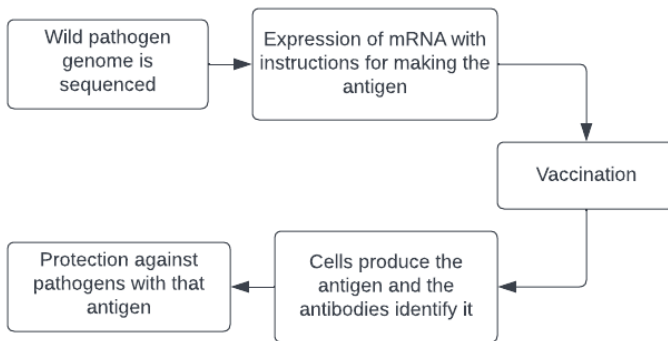 Wild pathogen
genome is
sequenced
Expression of mRNA with
instructions for making the
antigen
Vaccination
Cells produce the
antigen and the
antibodies identify it
Protection against
pathogens with that
antigen